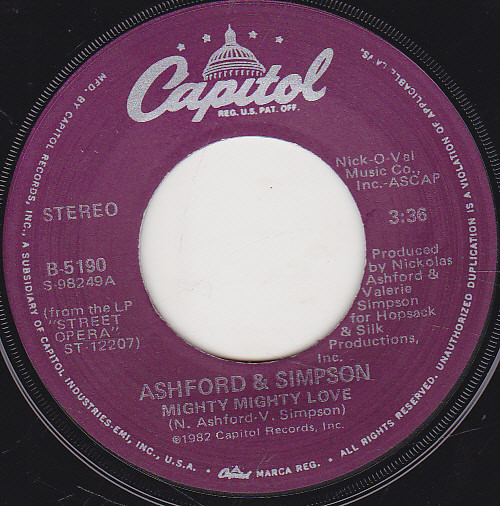 Capitol
REG. U.S. PAT. OFF.
Nick-O-Val
Music Co.,
Inc.-ASCAP
STEREO
3:36
B-5190
S-98249A
(from the LP
"STREET
OPERA"
ST-12207)
Produced
by Nickolas
Ashford &
Valerie
Simpson
for Hopsack
& Silk
Productions,
Inc.
ASHFORD & SIMPSON
MIGHTY MIGHTY LOVE
(N. Ashford-V. Simpson)
©1982 Capitol Records, Inc.
MFD. BY CAPITOL RECORDS, INC., A SUBSIDIARY OF CAPITOL INDUSTRIES-EMI, INC., U.S.A. • Capitol MARCA REG. • ALL RIGHTS RESERVED. UNAUTHORIZED DUPLICATION IS A VIOLATION OF APPLICABLE LAWS.